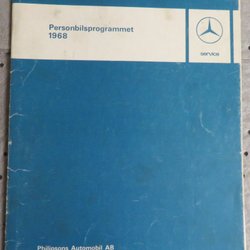 Personbilsprogrammet
1968
service
Philipsons Automobil AB